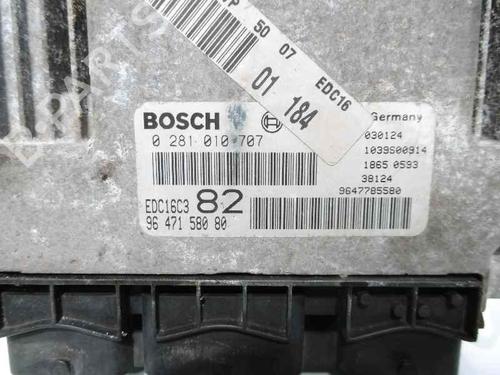 P 50 07 EDC16
01 184
BOSCH
Germany
0 281 010 707
030124
1039S00914
1865 0593
38124
9647785580
EDC16C3 82
96 471 580 80